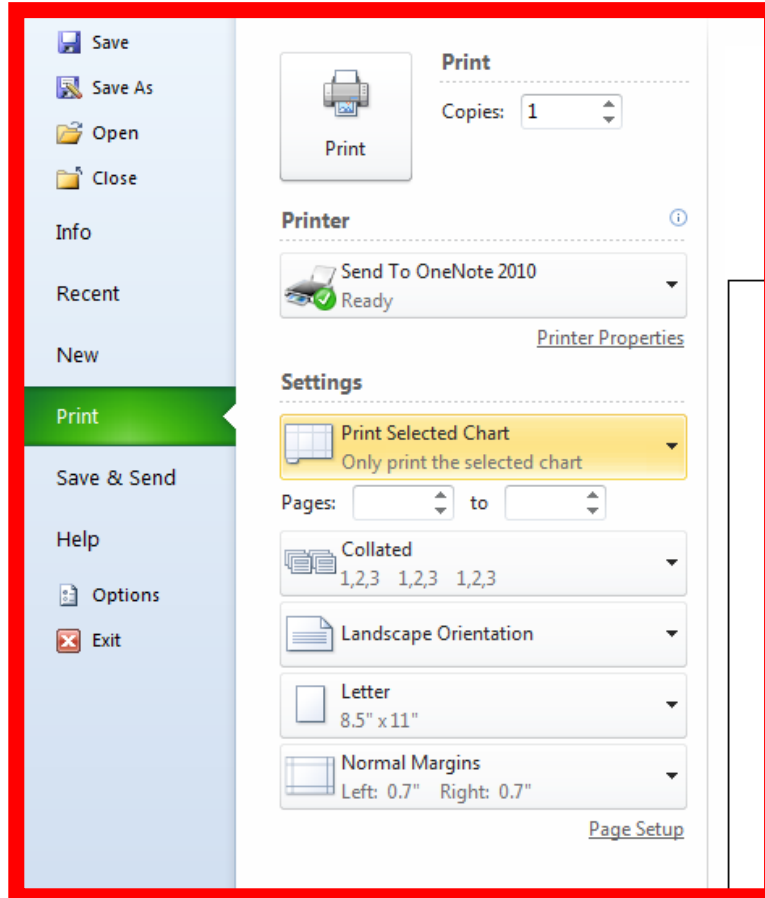 Save
Save As
Open
Close
Info
Recent
New
Print
Save & Send
Help
Options
Exit
Print
Print
Copies: 1
Printer
Send To OneNote 2010
Ready
Printer Properties
Settings
Print Selected Chart
Only print the selected chart
Pages: to
Collated
1,2,3 1,2,3 1,2,3
Landscape Orientation
Letter
8.5" x 11"
Normal Margins
Left: 0.7" Right: 0.7"
Page Setup